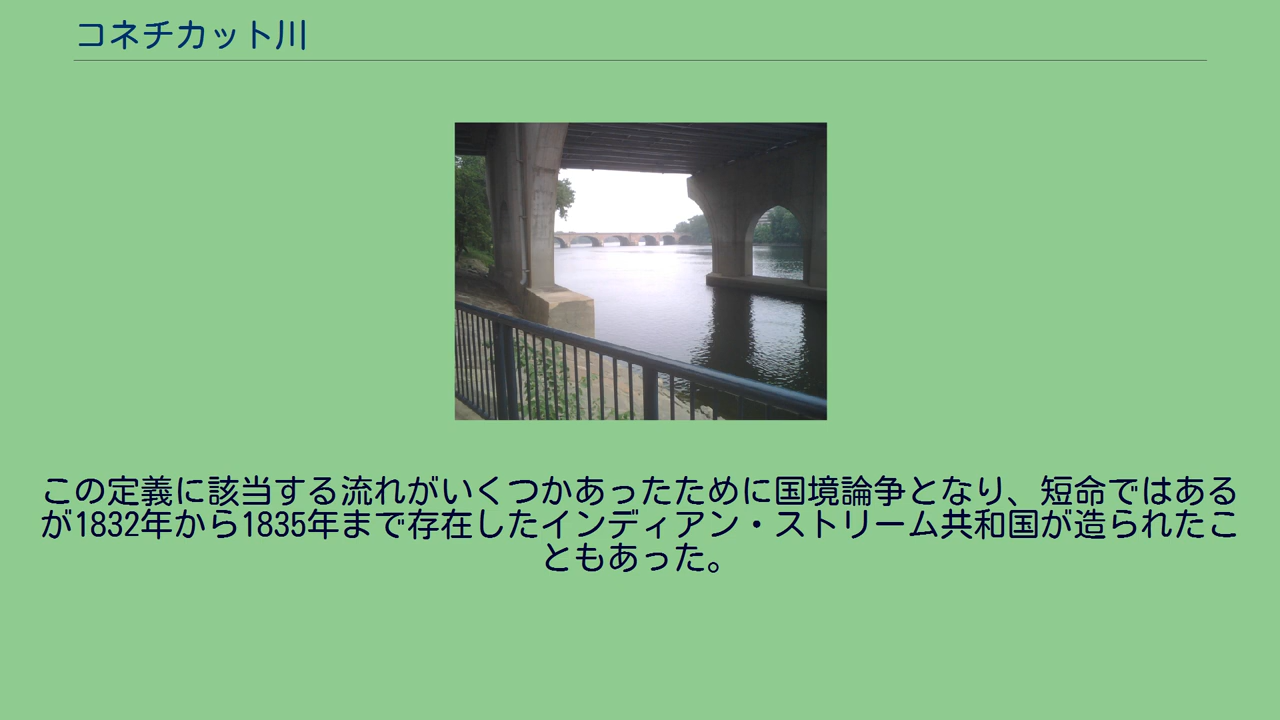 コネチカット川
この定義に該当する流れがいくつかあったために国境論争となり、短命ではある
が1832年から1835年まで存在したインディアン・ストリーム共和国が造られたこ
ともあった。